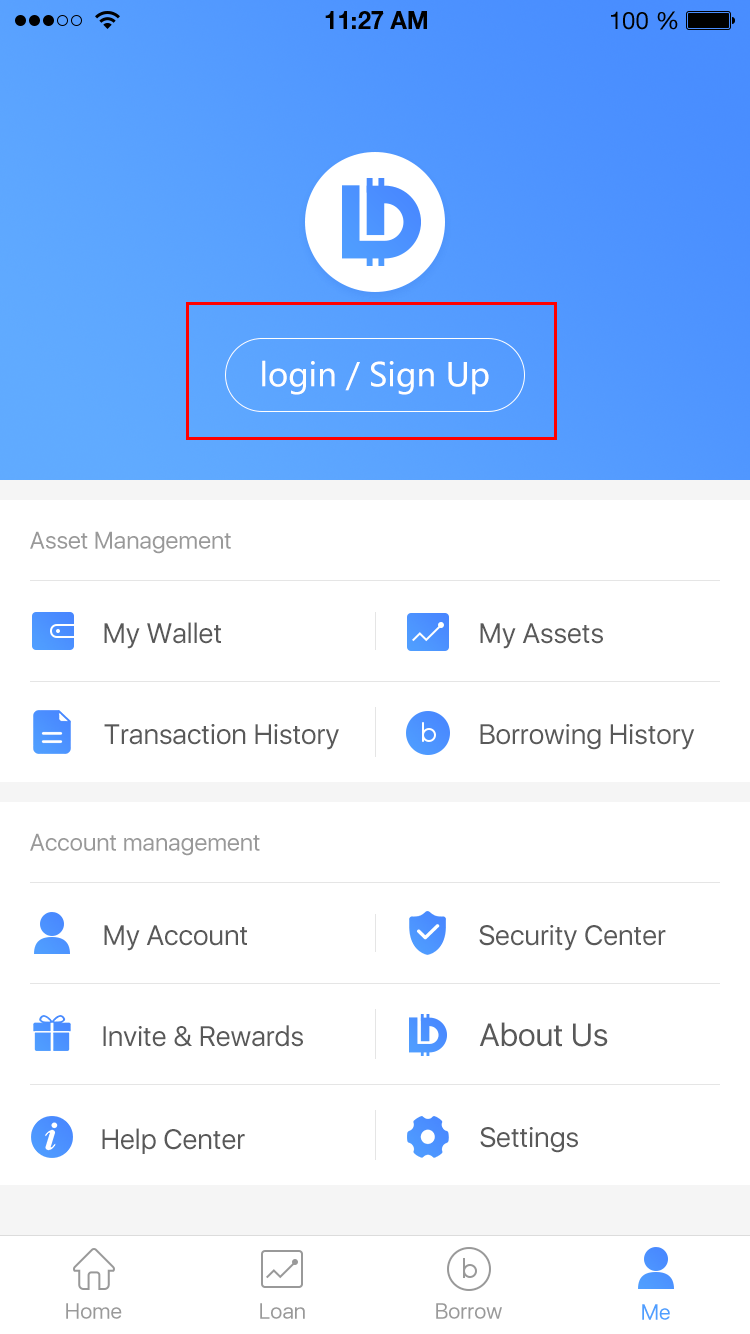 11:27 AM 100 %
login / Sign Up
Asset Management
My Wallet My Assets
Transaction History Borrowing History
Account management
My Account Security Center
Invite & Rewards About Us
Help Center Settings
Home Loan Borrow Me